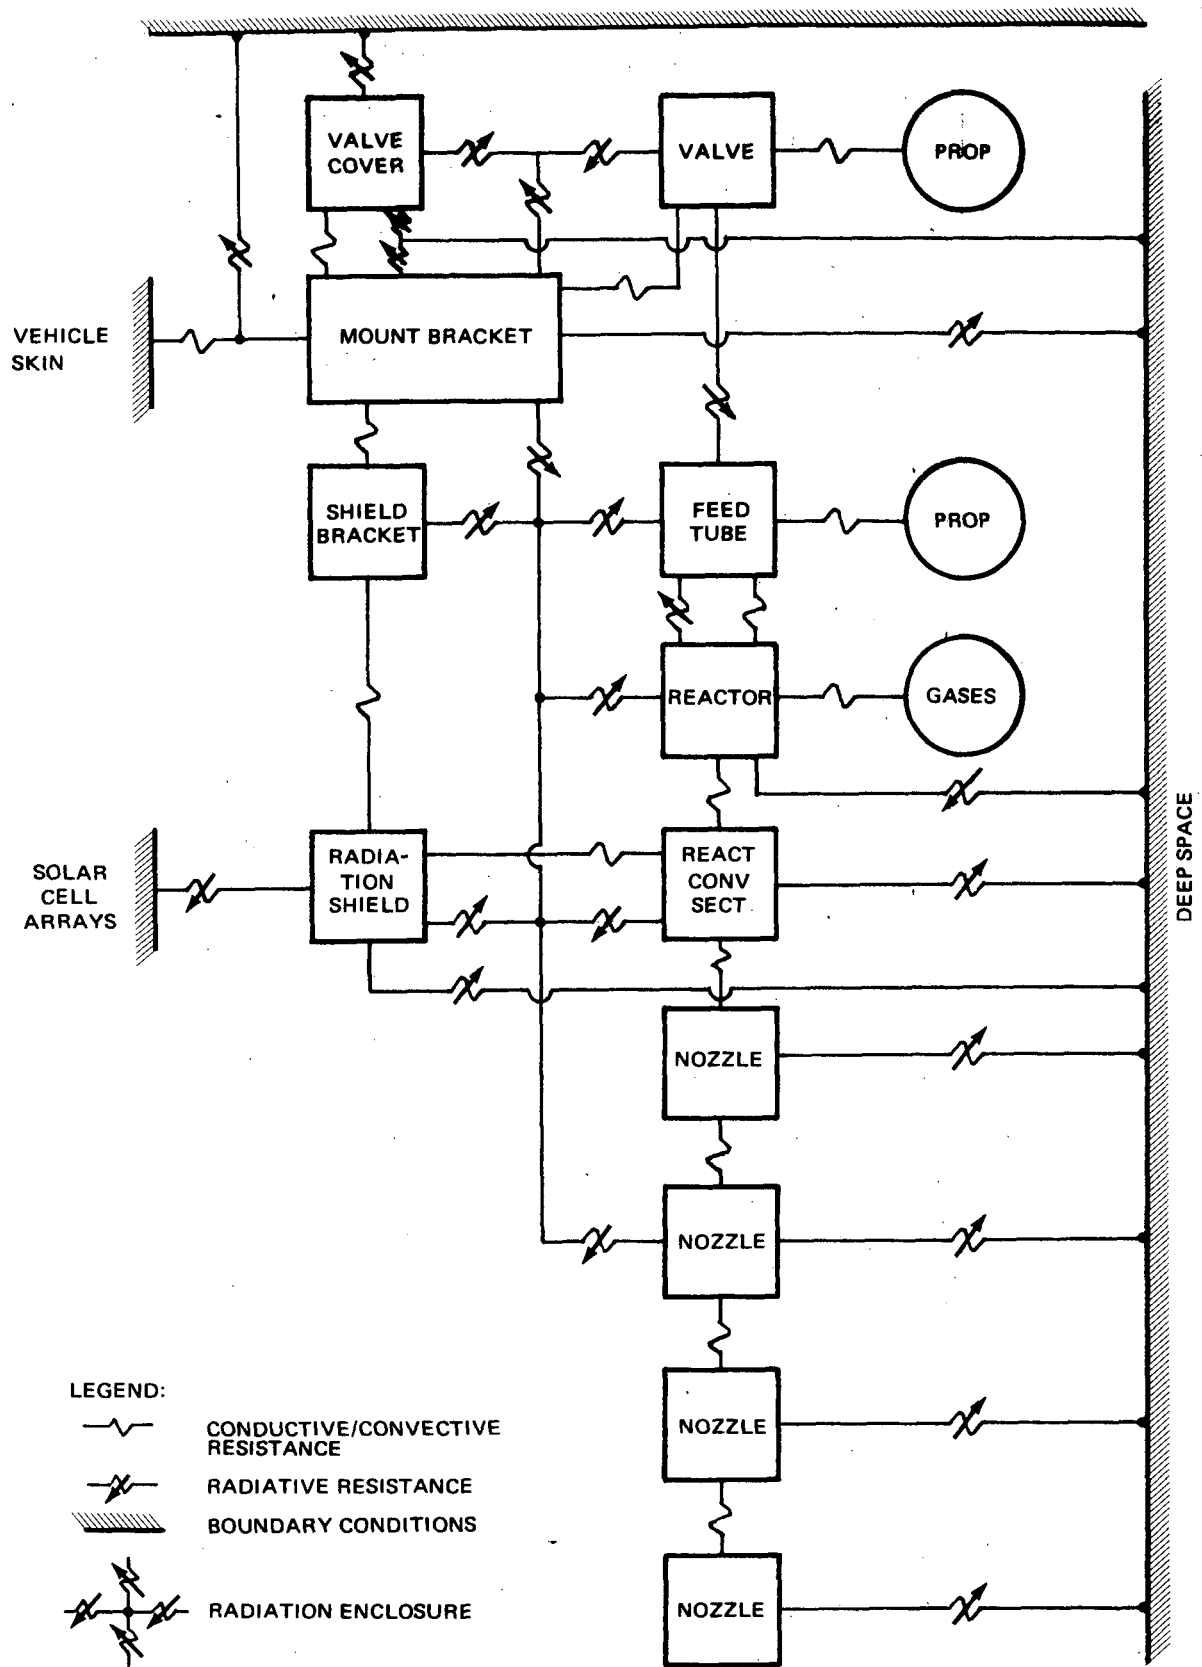 VALVE
COVER
VALVE
PROP
VEHICLE
SKIN
MOUNT BRACKET
SHIELD
BRACKET
FEED
TUBE
PROP
REACTOR
GASES
SOLAR
CELL
ARRAYS
RADIA-
TION
SHIELD
REACT
CONV
SECT
DEEP SPACE
NOZZLE
NOZZLE
NOZZLE
NOZZLE
LEGEND:
CONDUCTIVE/CONVECTIVE
RESISTANCE
RADIATIVE RESISTANCE
BOUNDARY CONDITIONS
RADIATION ENCLOSURE